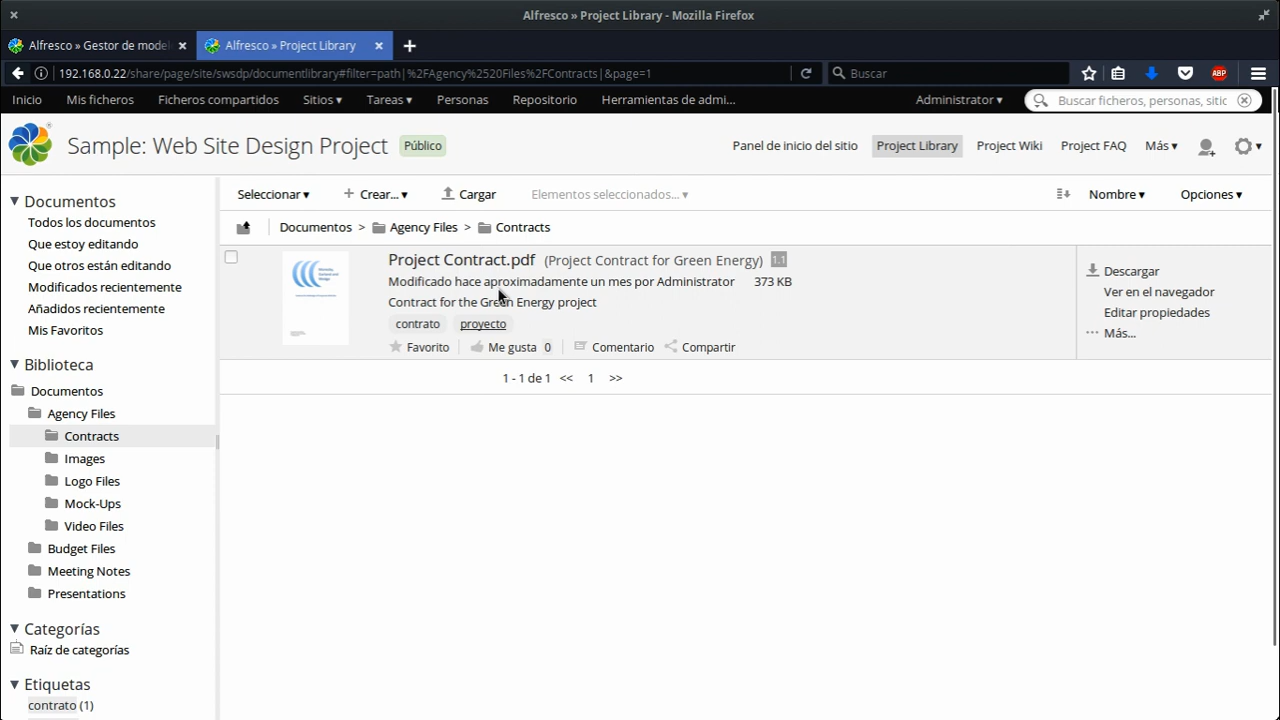 Alfresco » Project Library - Mozilla Firefox
Alfresco » Gestor de model
Alfresco » Project Library
192.168.0.22/share/page/site/swsdp/documentlibrary#filter=path|%2FAgency%2520Files%2FContracts|&page=1
Buscar
ABP
Inicio Mis ficheros Ficheros compartidos Sitios Tareas Personas Repositorio Herramientas de admi... Administrator Buscar ficheros, personas, sitic
Sample: Web Site Design Project Público Panel de inicio del sitio Project Library Project Wiki Project FAQ Más
Documentos
Todos los documentos
Que estoy editando
Que otros están editando
Modificados recientemente
Añadidos recientemente
Mis Favoritos
Biblioteca
Documentos
Agency Files
Contracts
Images
Logo Files
Mock-Ups
Video Files
Budget Files
Meeting Notes
Presentations
Categorías
Raíz de categorías
Etiquetas
contrato (1)
Seleccionar Crear... Cargar Elementos seleccionados... Nombre Opciones
Documentos > Agency Files > Contracts
Project Contract.pdf (Project Contract for Green Energy) 1.1
Modificado hace aproximadamente un mes por Administrator 373 KB
Contract for the Green Energy project
contrato proyecto
Favorito Me gusta 0 Comentario Compartir
Descargar
Ver en el navegador
Editar propiedades
Más...
1 - 1 de 1 << 1 >>